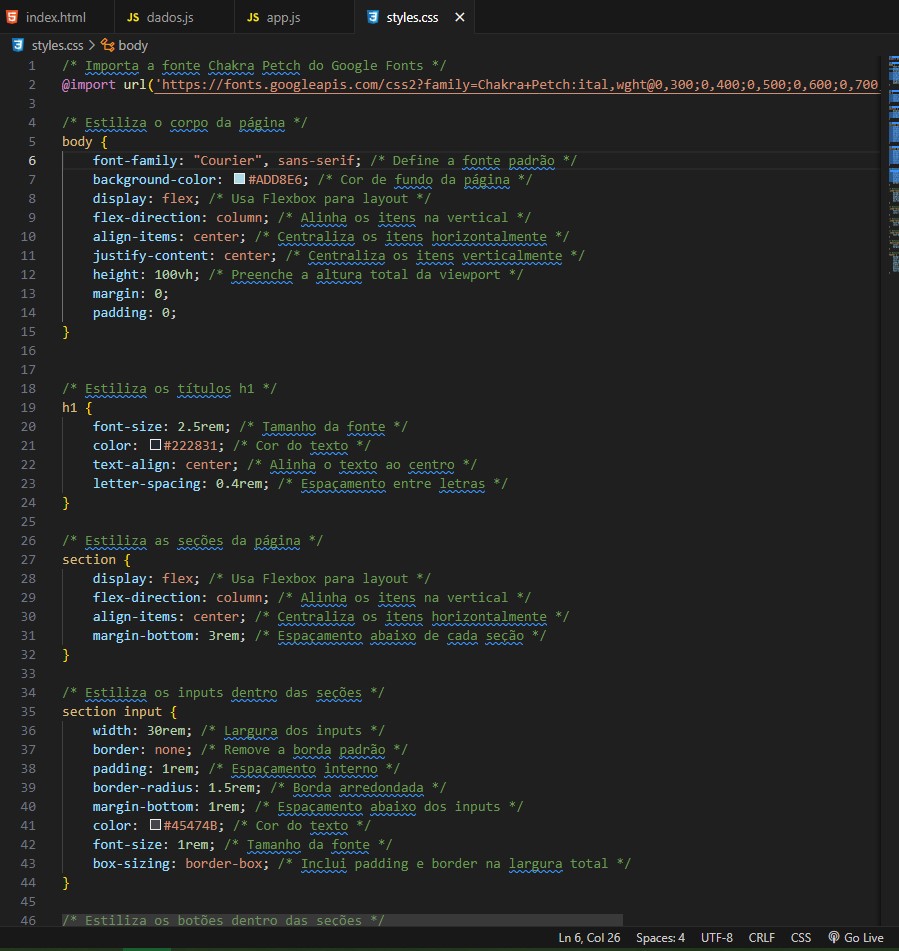 index.html JS dados.js JS app.js styles.css
styles.css > body
1 /* Importa a fonte Chakra Petch do Google Fonts */
2 @import url('https://fonts.googleapis.com/css2?family=Chakra+Petch:ital,wght@0,300;0,400;0,500;0,600;0,700
3
4 /* Estiliza o corpo da página */
5 body {
6 font-family: "Courier", sans-serif; /* Define a fonte padrão */
7 background-color: #ADD8E6; /* Cor de fundo da página */
8 display: flex; /* Usa Flexbox para layout */
9 flex-direction: column; /* Alinha os itens na vertical */
10 align-items: center; /* Centraliza os itens horizontalmente */
11 justify-content: center; /* Centraliza os itens verticalmente */
12 height: 100vh; /* Preenche a altura total da viewport */
13 margin: 0;
14 padding: 0;
15 }
16
17
18 /* Estiliza os títulos h1 */
19 h1 {
20 font-size: 2.5rem; /* Tamanho da fonte */
21 color: #222831; /* Cor do texto */
22 text-align: center; /* Alinha o texto ao centro */
23 letter-spacing: 0.4rem; /* Espaçamento entre letras */
24 }
25
26 /* Estiliza as seções da página */
27 section {
28 display: flex; /* Usa Flexbox para layout */
29 flex-direction: column; /* Alinha os itens na vertical */
30 align-items: center; /* Centraliza os itens horizontalmente */
31 margin-bottom: 3rem; /* Espaçamento abaixo de cada seção */
32 }
33
34 /* Estiliza os inputs dentro das seções */
35 section input {
36 width: 30rem; /* Largura dos inputs */
37 border: none; /* Remove a borda padrão */
38 padding: 1rem; /* Espaçamento interno */
39 border-radius: 1.5rem; /* Borda arredondada */
40 margin-bottom: 1rem; /* Espaçamento abaixo dos inputs */
41 color: #45474B; /* Cor do texto */
42 font-size: 1rem; /* Tamanho da fonte */
43 box-sizing: border-box; /* Inclui padding e border na largura total */
44 }
45
46 /* Estiliza os botões dentro das seções */
Ln 6, Col 26 Spaces: 4 UTF-8 CRLF CSS Go Live